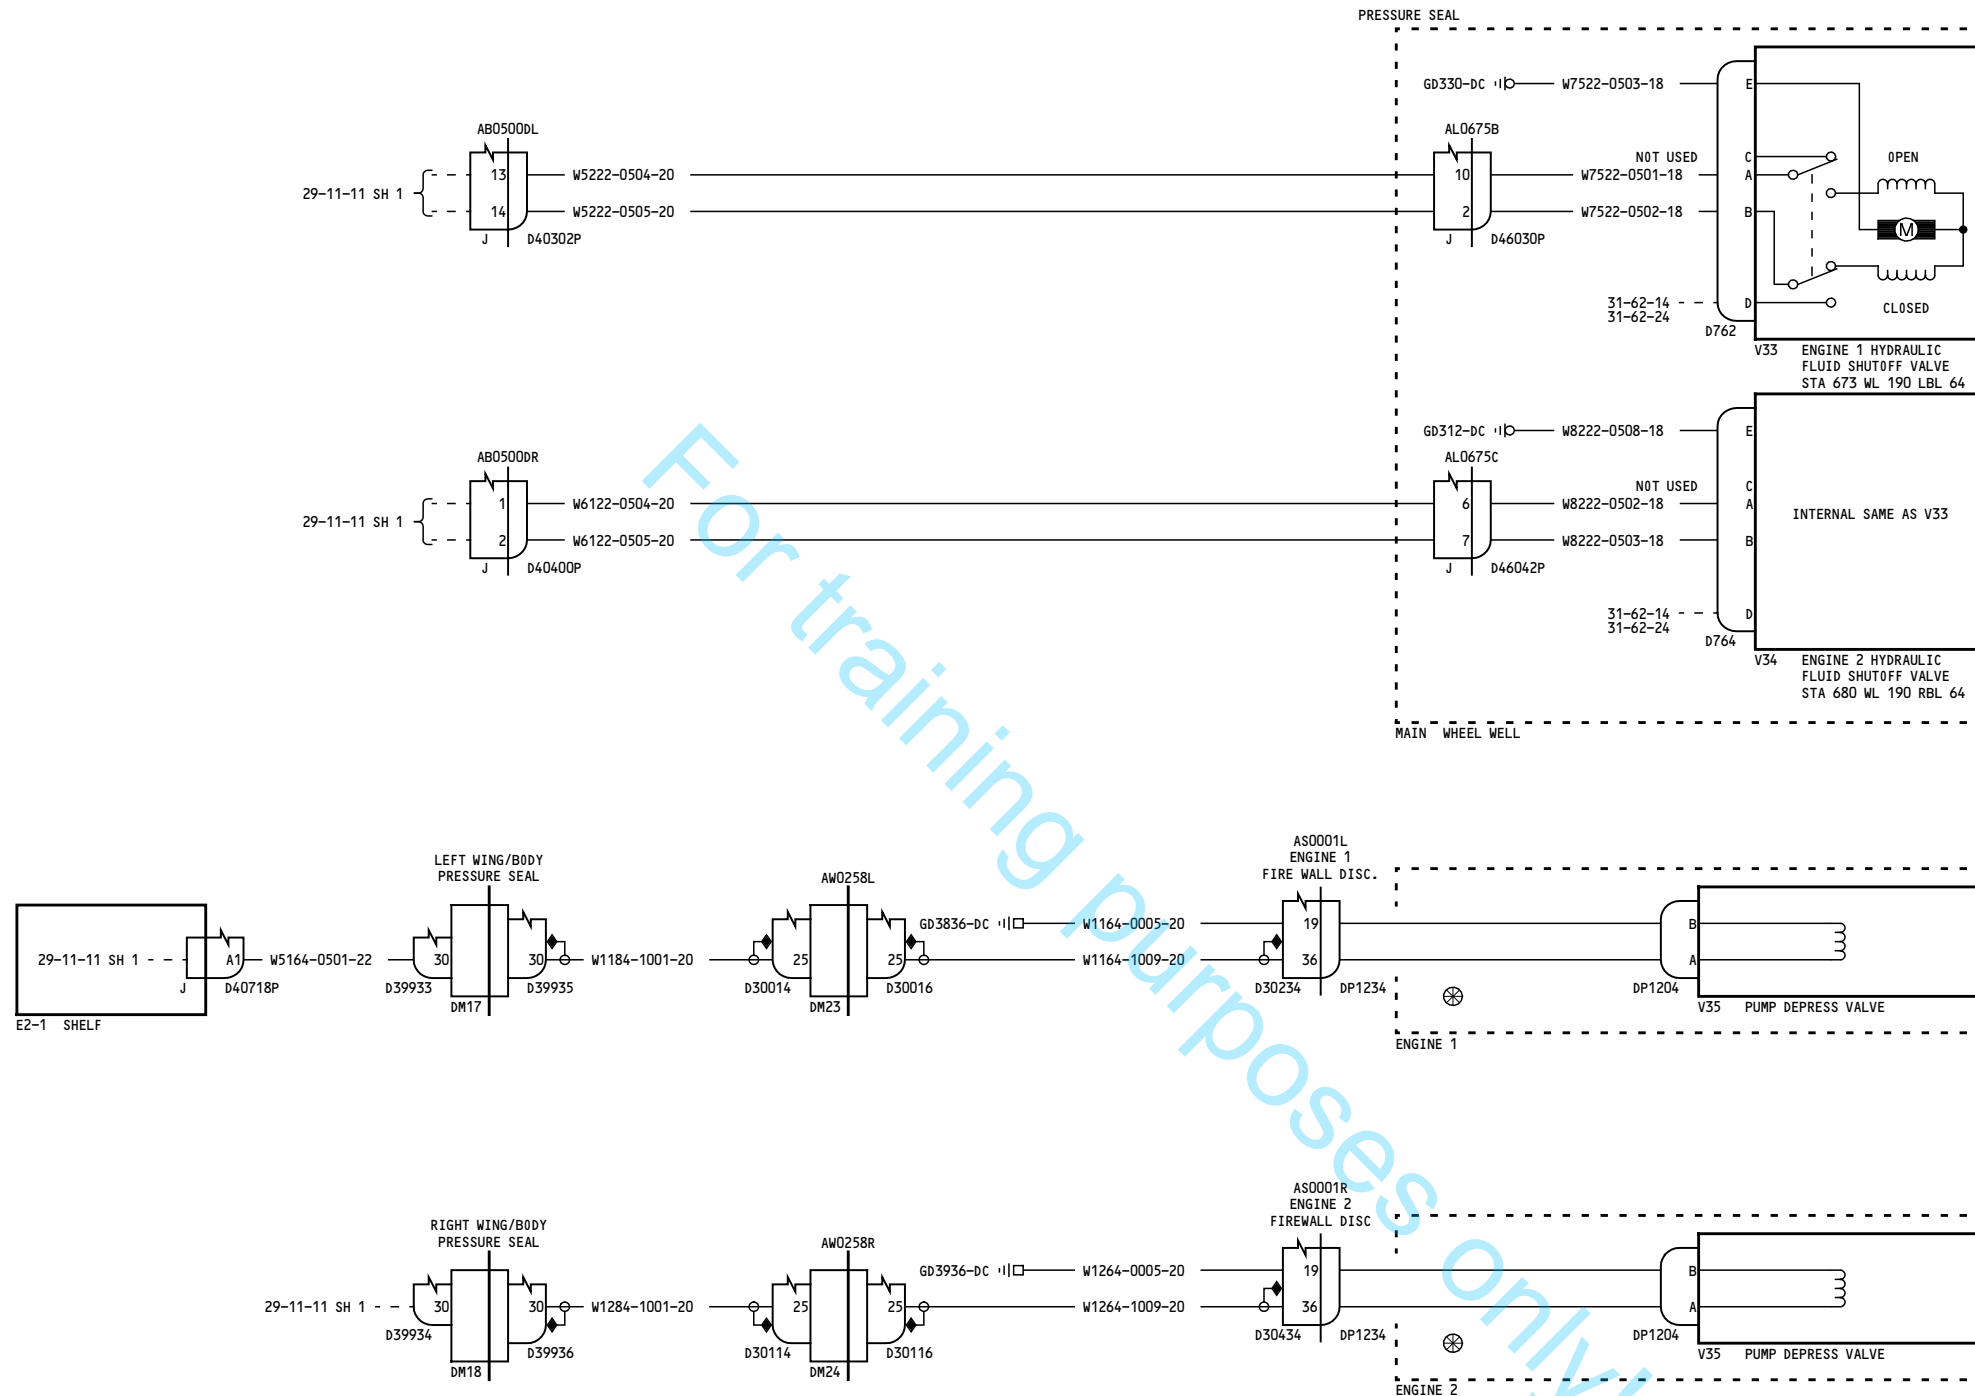 PRESSURE SEAL
GD330-DC
W7522-0503-18
E
AB0500DL
AL0675B
NOT USED
C
OPEN
29-11-11 SH 1
13
W5222-0504-20
10
W7522-0501-18
A
14
W5222-0505-20
2
W7522-0502-18
B
M
J
D40302P
J
D46030P
31-62-14
31-62-24
D
CLOSED
D762
V33
ENGINE 1 HYDRAULIC
FLUID SHUTOFF VALVE
STA 673 WL 190 LBL 64
GD312-DC
W8222-0508-18
E
AB0500DR
AL0675C
NOT USED
C
29-11-11 SH 1
1
W6122-0504-20
6
W8222-0502-18
A
INTERNAL SAME AS V33
2
W6122-0505-20
7
W8222-0503-18
B
J
D40400P
J
D46042P
31-62-14
31-62-24
D
D764
V34
ENGINE 2 HYDRAULIC
FLUID SHUTOFF VALVE
STA 680 WL 190 RBL 64
MAIN WHEEL WELL
LEFT WING/BODY
PRESSURE SEAL
AW0258L
AS0001L
ENGINE 1
FIRE WALL DISC.
GD3836-DC
W1164-0005-20
19
B
29-11-11 SH 1
A1
W5164-0501-22
30
30
W1184-1001-20
25
25
W1164-1009-20
36
A
J
D40718P
D39933
D39935
D30014
D30016
D30234
DP1234
DP1204
DM17
DM23
V35
PUMP DEPRESS VALVE
E2-1 SHELF
ENGINE 1
RIGHT WING/BODY
PRESSURE SEAL
AW0258R
AS0001R
ENGINE 2
FIREWALL DISC
GD3936-DC
W1264-0005-20
19
B
29-11-11 SH 1
30
30
W1284-1001-20
25
25
W1264-1009-20
36
A
D39934
D39936
D30114
D30116
D30434
DP1234
DP1204
DM18
DM24
V35
PUMP DEPRESS VALVE
ENGINE 2
For training purposes only!